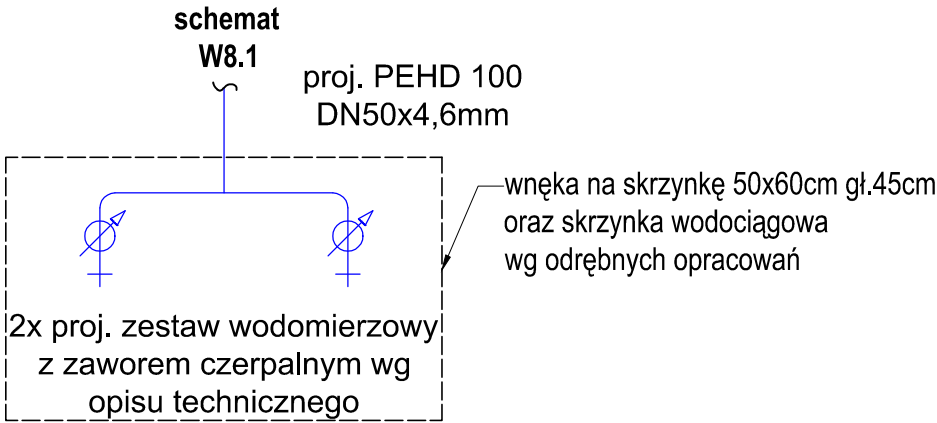 schemat
W8.1
proj. PEHD 100
DN50x4,6mm
wnęka na skrzynkę 50x60cm gł.45cm
oraz skrzynka wodociągowa
wg odrębnych opracowań
2x proj. zestaw wodomierzowy
z zaworem czerpalnym wg
opisu technicznego